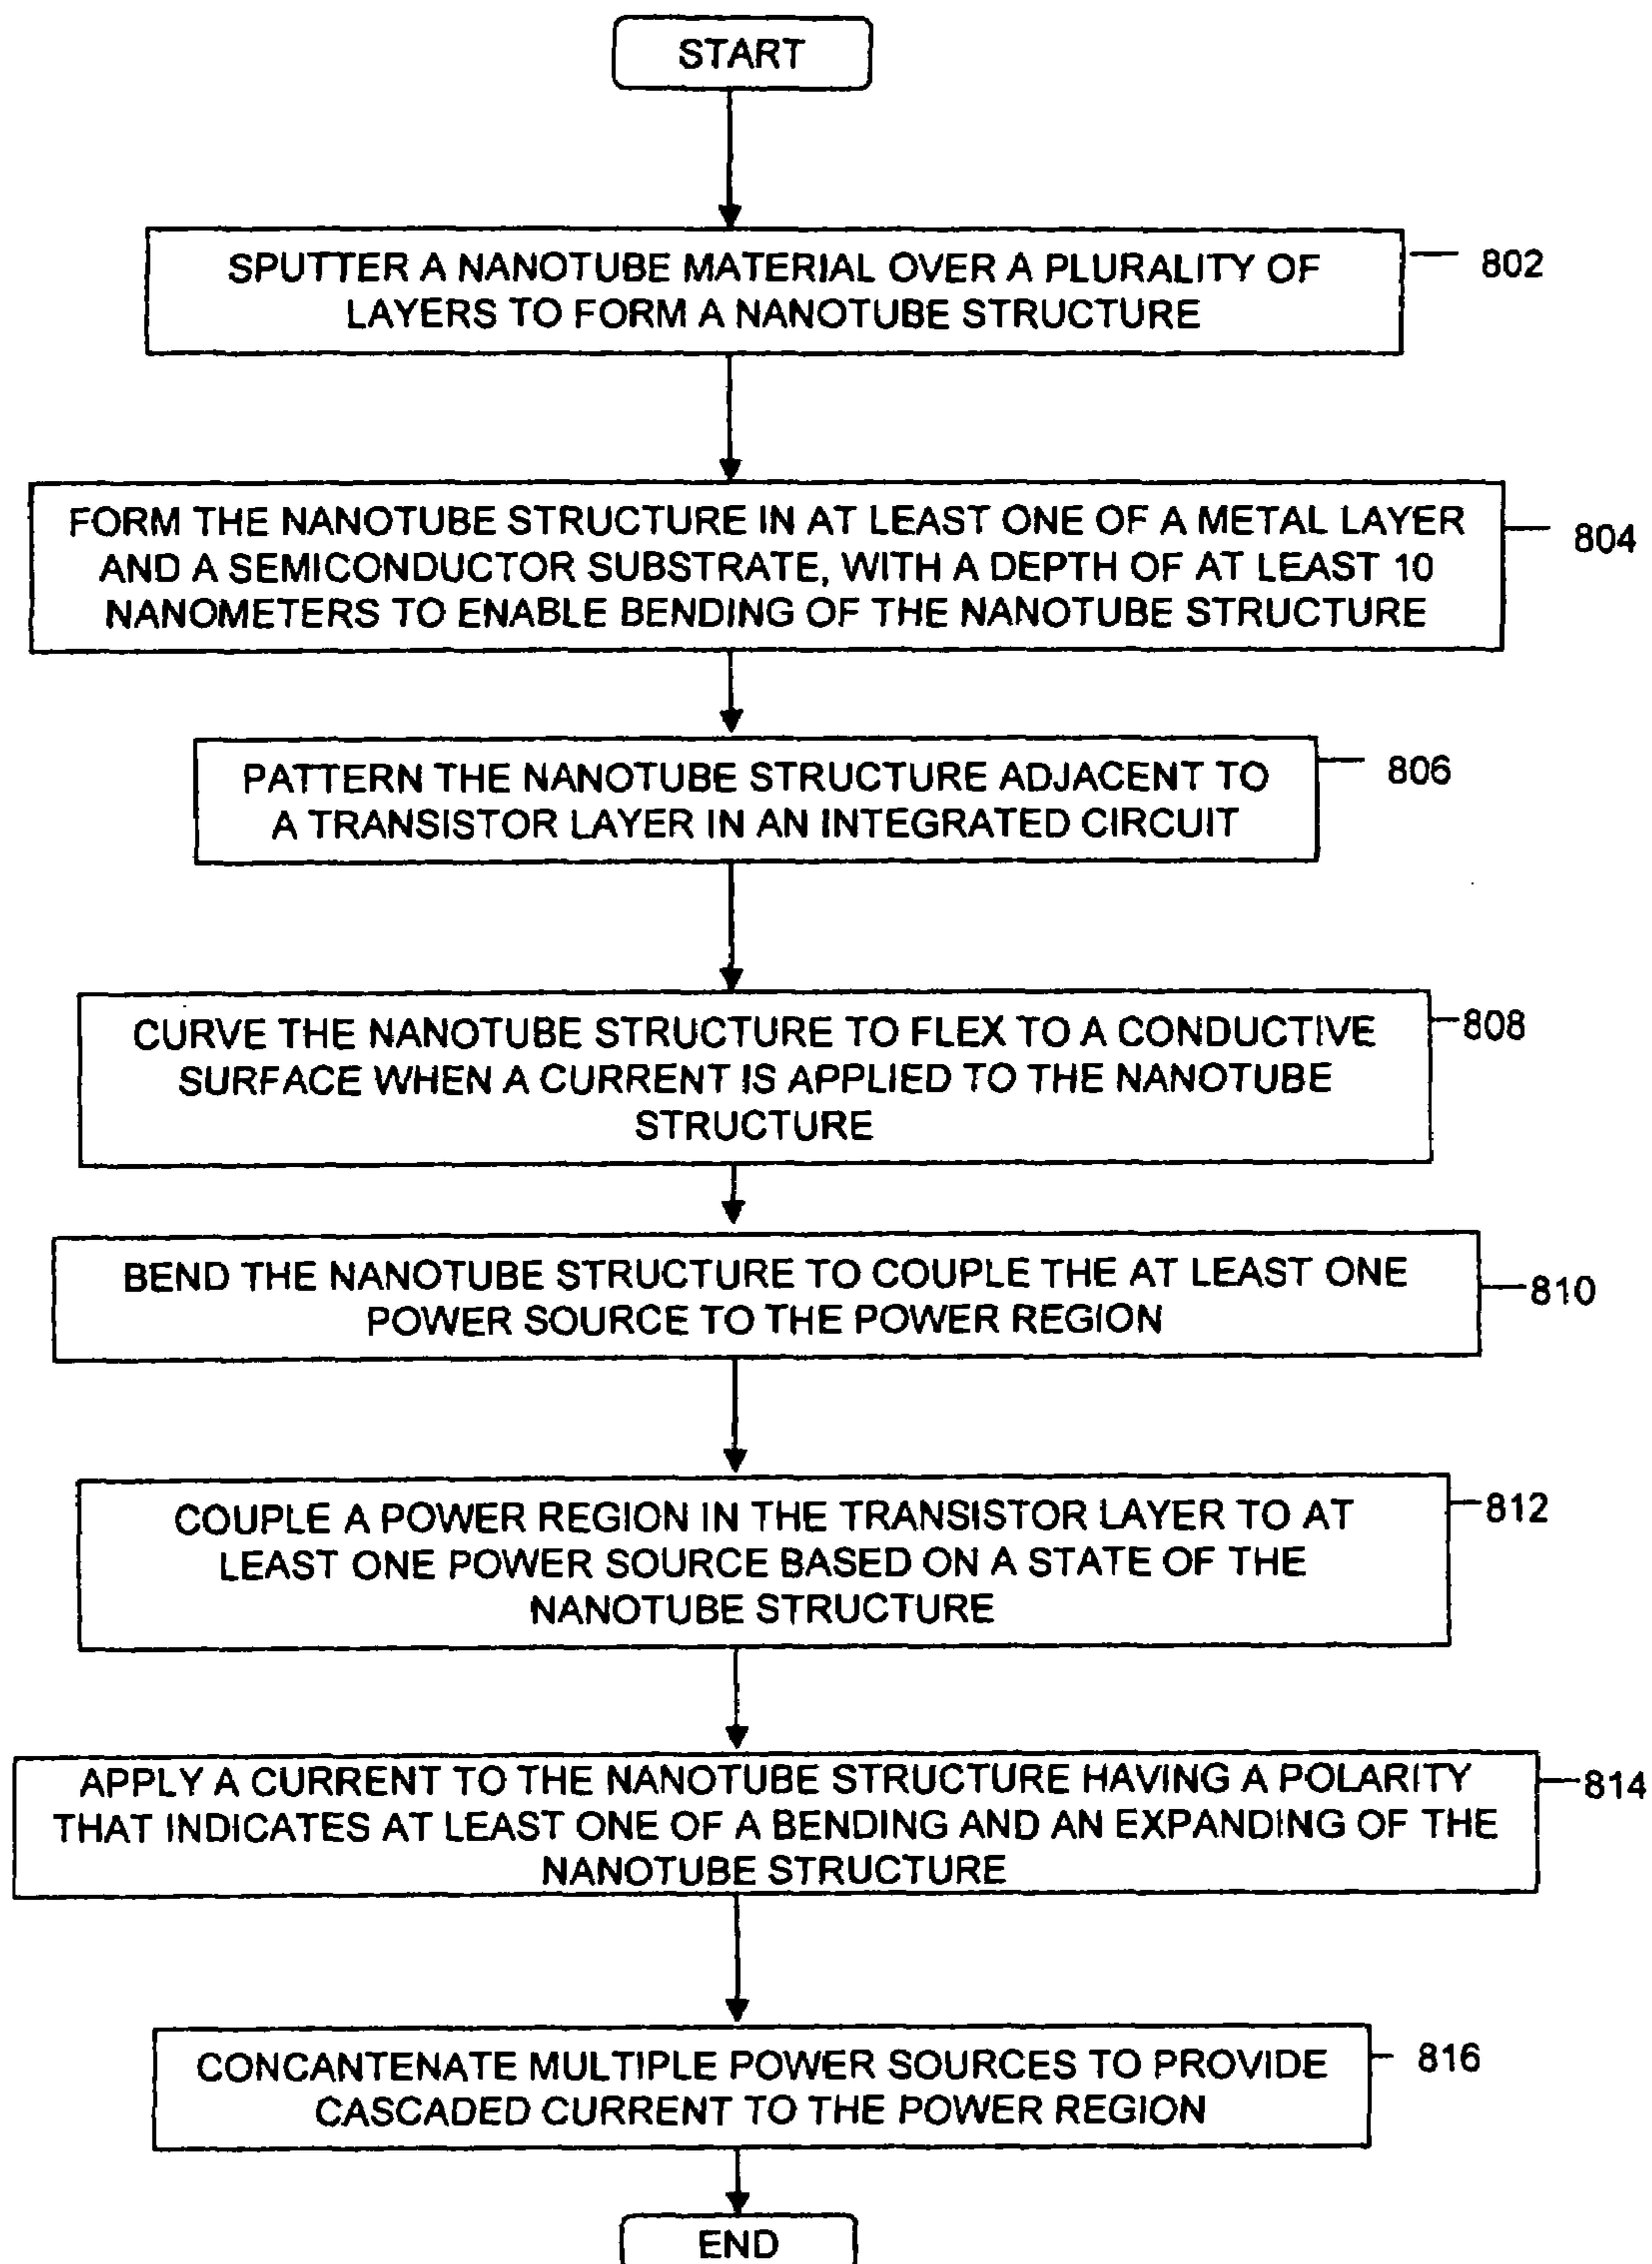 START
SPUTTER A NANOTUBE MATERIAL OVER A PLURALITY OF
LAYERS TO FORM A NANOTUBE STRUCTURE
802
FORM THE NANOTUBE STRUCTURE IN AT LEAST ONE OF A METAL LAYER
AND A SEMICONDUCTOR SUBSTRATE, WITH A DEPTH OF AT LEAST 10
NANOMETERS TO ENABLE BENDING OF THE NANOTUBE STRUCTURE
804
PATTERN THE NANOTUBE STRUCTURE ADJACENT TO
A TRANSISTOR LAYER IN AN INTEGRATED CIRCUIT
806
CURVE THE NANOTUBE STRUCTURE TO FLEX TO A CONDUCTIVE
SURFACE WHEN A CURRENT IS APPLIED TO THE NANOTUBE
STRUCTURE
808
BEND THE NANOTUBE STRUCTURE TO COUPLE THE AT LEAST ONE
POWER SOURCE TO THE POWER REGION
810
COUPLE A POWER REGION IN THE TRANSISTOR LAYER TO AT
LEAST ONE POWER SOURCE BASED ON A STATE OF THE
NANOTUBE STRUCTURE
812
APPLY A CURRENT TO THE NANOTUBE STRUCTURE HAVING A POLARITY
THAT INDICATES AT LEAST ONE OF A BENDING AND AN EXPANDING OF THE
NANOTUBE STRUCTURE
814
CONCANTENATE MULTIPLE POWER SOURCES TO PROVIDE
CASCADED CURRENT TO THE POWER REGION
816
END